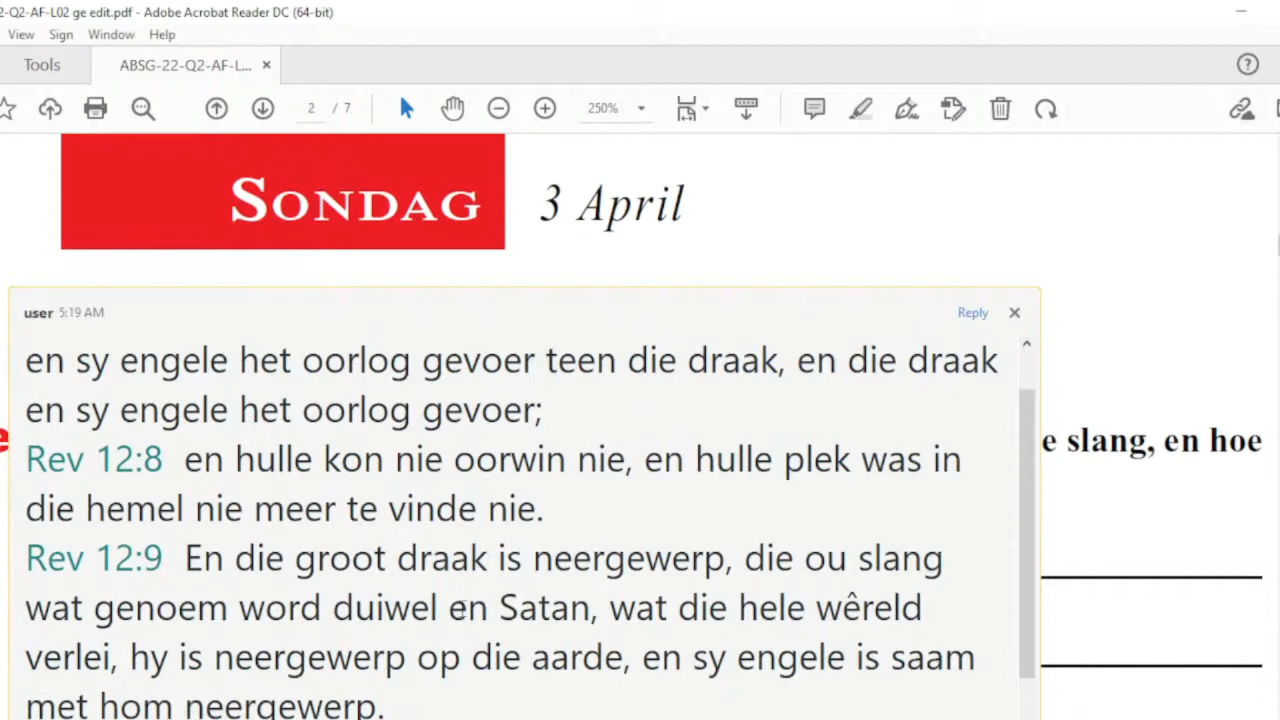 2-Q2-AF-L02 ge edit.pdf - Adobe Acrobat Reader DC (64-bit)
View Sign Window Help
Tools ABSG-22-Q2-AF-L... ×
2 / 7 250%
SONDAG 3 April
user 5:19 AM Reply
en sy engele het oorlog gevoer teen die draak, en die draak
en sy engele het oorlog gevoer;
e slang, en hoe
Rev 12:8 en hulle kon nie oorwin nie, en hulle plek was in
die hemel nie meer te vinde nie.
Rev 12:9 En die groot draak is neergewerp, die ou slang
wat genoem word duiwel en Satan, wat die hele wêreld
verlei, hy is neergewerp op die aarde, en sy engele is saam
met hom neergewerp.